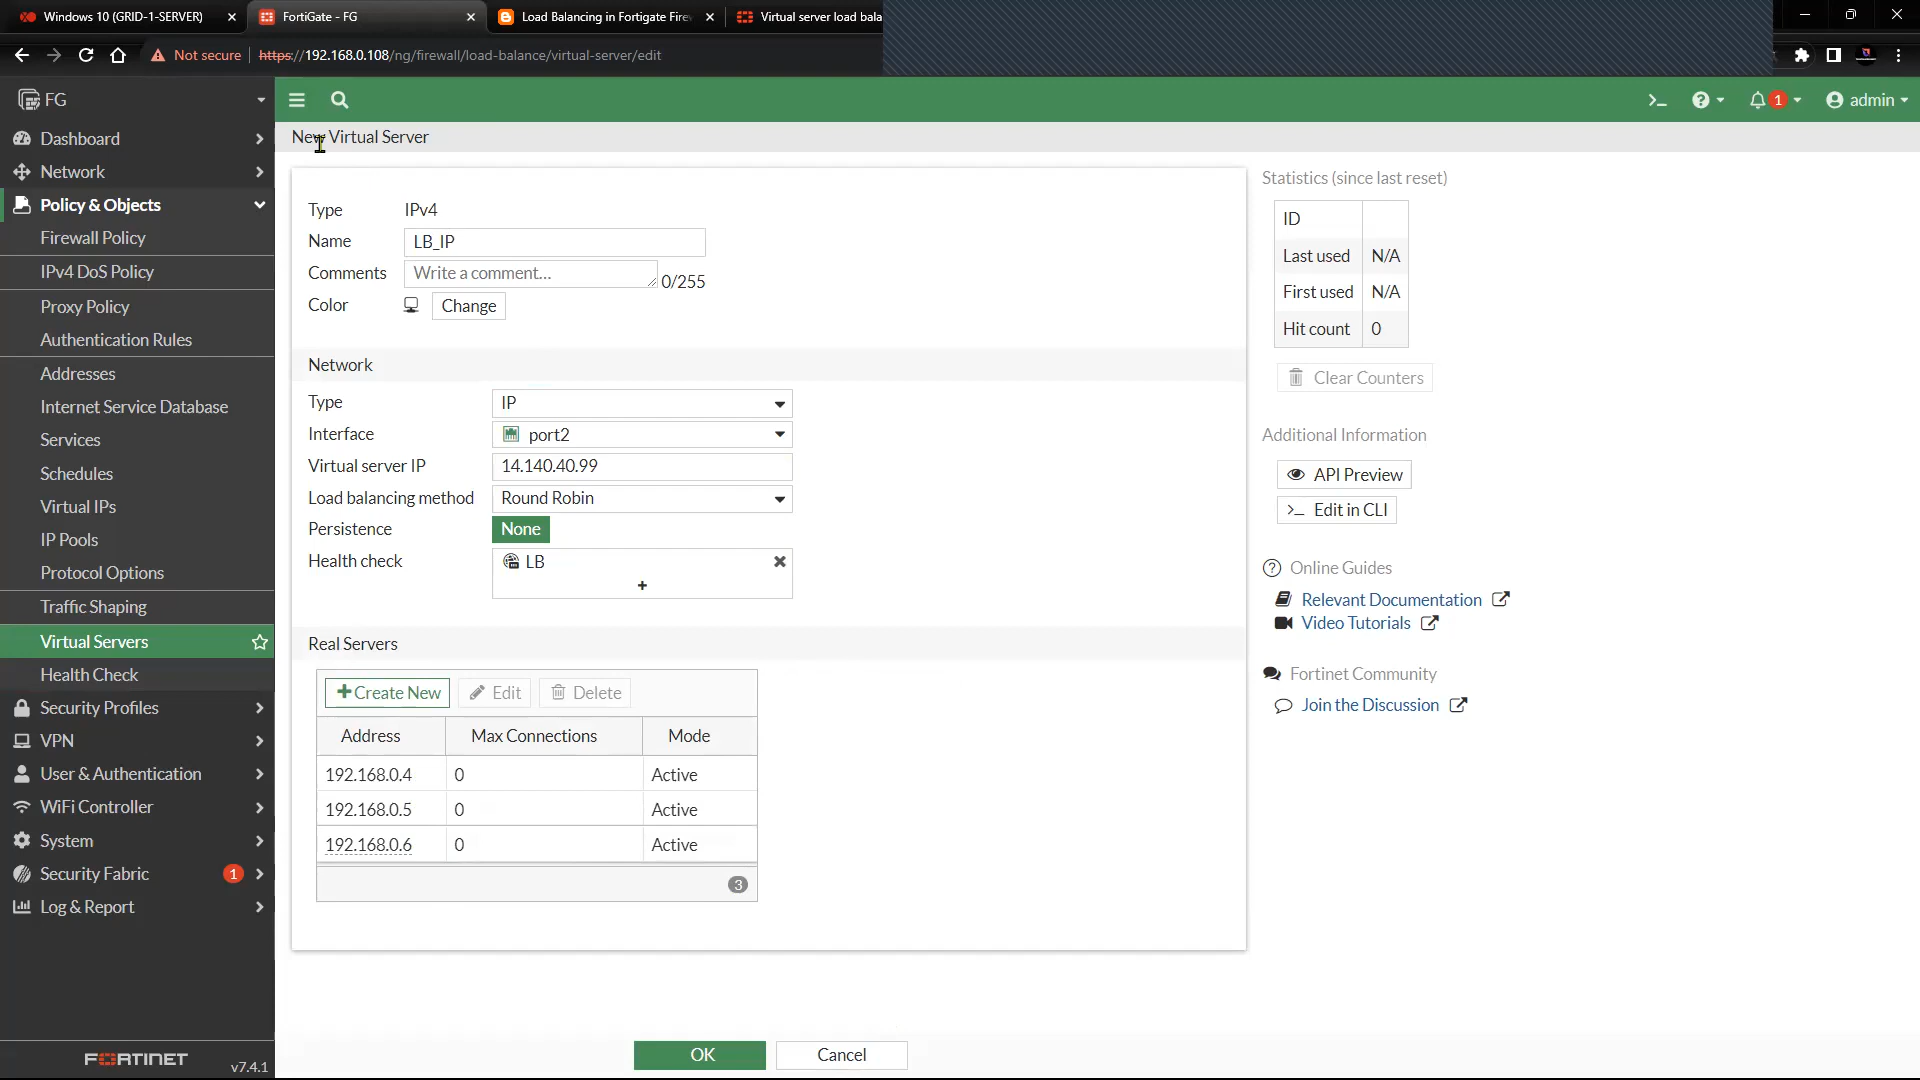 Windows 10 (GRID-1-SERVER)
FortiGate - FG
Load Balancing in Fortigate Fire
Virtual server load bala
Not secure
https://192.168.0.108/ng/firewall/load-balance/virtual-server/edit
FG
1
admin
New Virtual Server
Dashboard
Network
Policy & Objects
Firewall Policy
IPv4 DoS Policy
Proxy Policy
Authentication Rules
Addresses
Internet Service Database
Services
Schedules
Virtual IPs
IP Pools
Protocol Options
Traffic Shaping
Virtual Servers
Health Check
Security Profiles
VPN
User & Authentication
WiFi Controller
System
Security Fabric 1
Log & Report
FORTINET v7.4.1
Type IPv4
Name LB_IP
Comments Write a comment... 0/255
Color Change
Network
Type IP
Interface port2
Virtual server IP 14.140.40.99
Load balancing method Round Robin
Persistence None
Health check LB
+
Real Servers
+Create New Edit Delete
Address Max Connections Mode
192.168.0.4 0 Active
192.168.0.5 0 Active
192.168.0.6 0 Active
3
OK Cancel
Statistics (since last reset)
ID
Last used N/A
First used N/A
Hit count 0
Clear Counters
Additional Information
API Preview
>_ Edit in CLI
Online Guides
Relevant Documentation
Video Tutorials
Fortinet Community
Join the Discussion